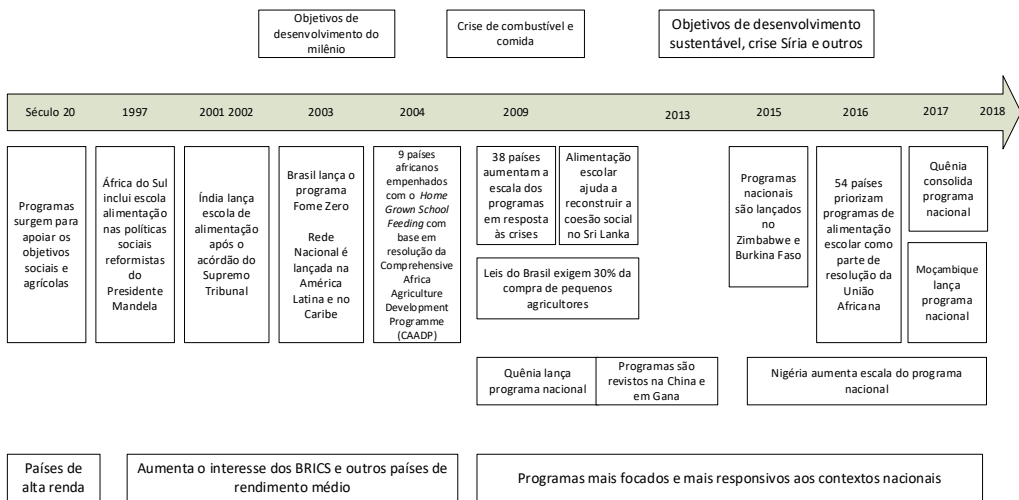 Objetivos de
desenvolvimento do
milênio
Crise de combustível e
comida
Objetivos de desenvolvimento
sustentável, crise Síria e outros
Século 20
1997
2001 2002
2003
2004
2009
2013
2015
2016
2017
2018
Programas
surgem para
apoiar os
objetivos
sociais e
agrícolas
África do Sul
inclui escola
alimentação
nas políticas
sociais
reformistas
do
Presidente
Mandela
Índia lança
escola de
alimentação
após o
acórdão do
Supremo
Tribunal
Brasil lança o
programa
Fome Zero
Rede
Nacional é
lançada na
América
Latina e no
Caribe
9 países
africanos
empenhados
com o Home
Grown School
Feeding com
base em
resolução da
Comprehensive
Africa
Agriculture
Development
Programme
(CAADP)
38 países
aumentam a
escala dos
programas
em resposta
às crises
Alimentação
escolar
ajuda a
reconstruir a
coesão social
no Sri Lanka
Leis do Brasil exigem 30% da
compra de pequenos
agricultores
Quênia lança
programa nacional
Programas são
revistos na China e
em Gana
Programas
nacionais
são lançados
no
Zimbabwe e
Burkina Faso
54 países
priorizam
programas de
alimentação
escolar como
parte de
resolução da
União
Africana
Quênia
consolida
programa
nacional
Moçambique
lança
programa
nacional
Nigéria aumenta escala do programa
nacional
Países de
alta renda
Aumenta o interesse dos BRICS e outros países de
rendimento médio
Programas mais focados e mais responsivos aos contextos nacionais